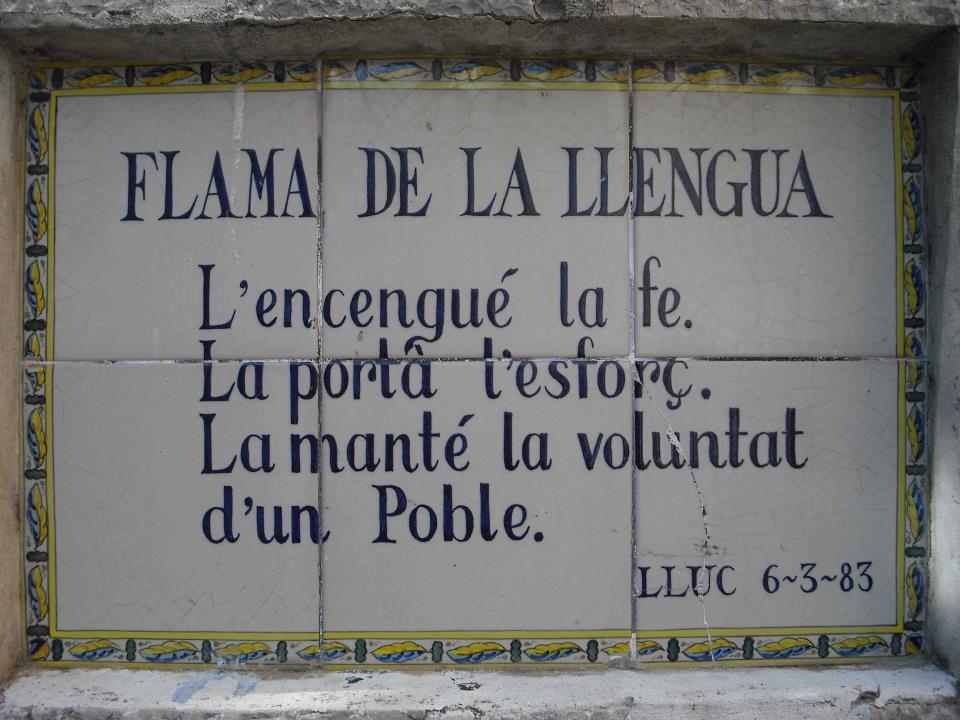 FLAMA DE LA LLENGUA
L'encengué la fe.
La portà l'esforç.
La manté la voluntat
d'un Poble.
LLUC 6~3~83